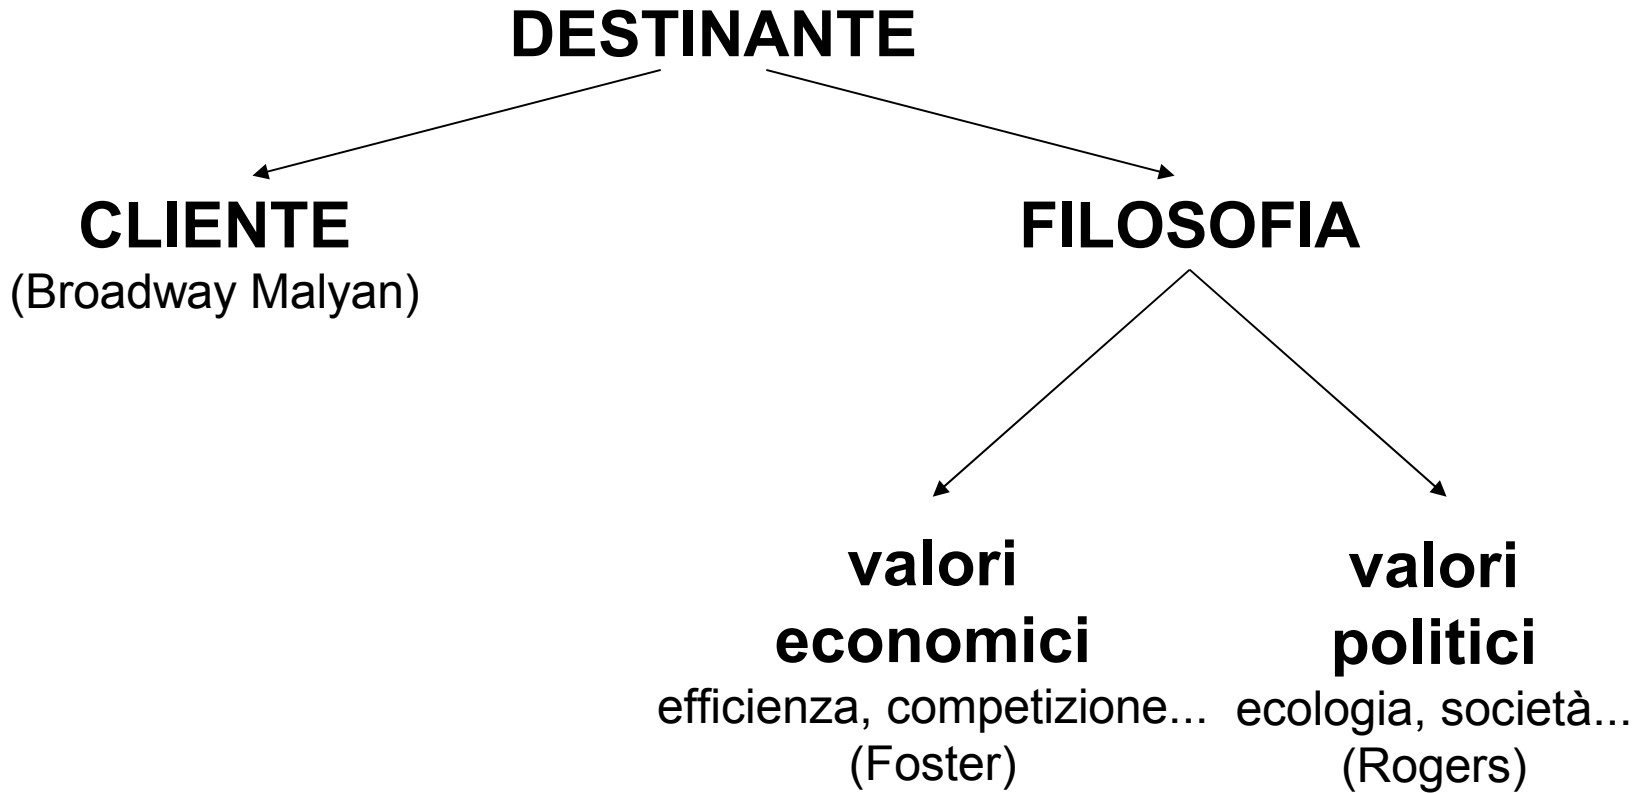 DESTINANTE
CLIENTE
(Broadway Malyan)
FILOSOFIA
valori
economici
efficienza, competizione...
(Foster)
valori
politici
ecologia, società...
(Rogers)